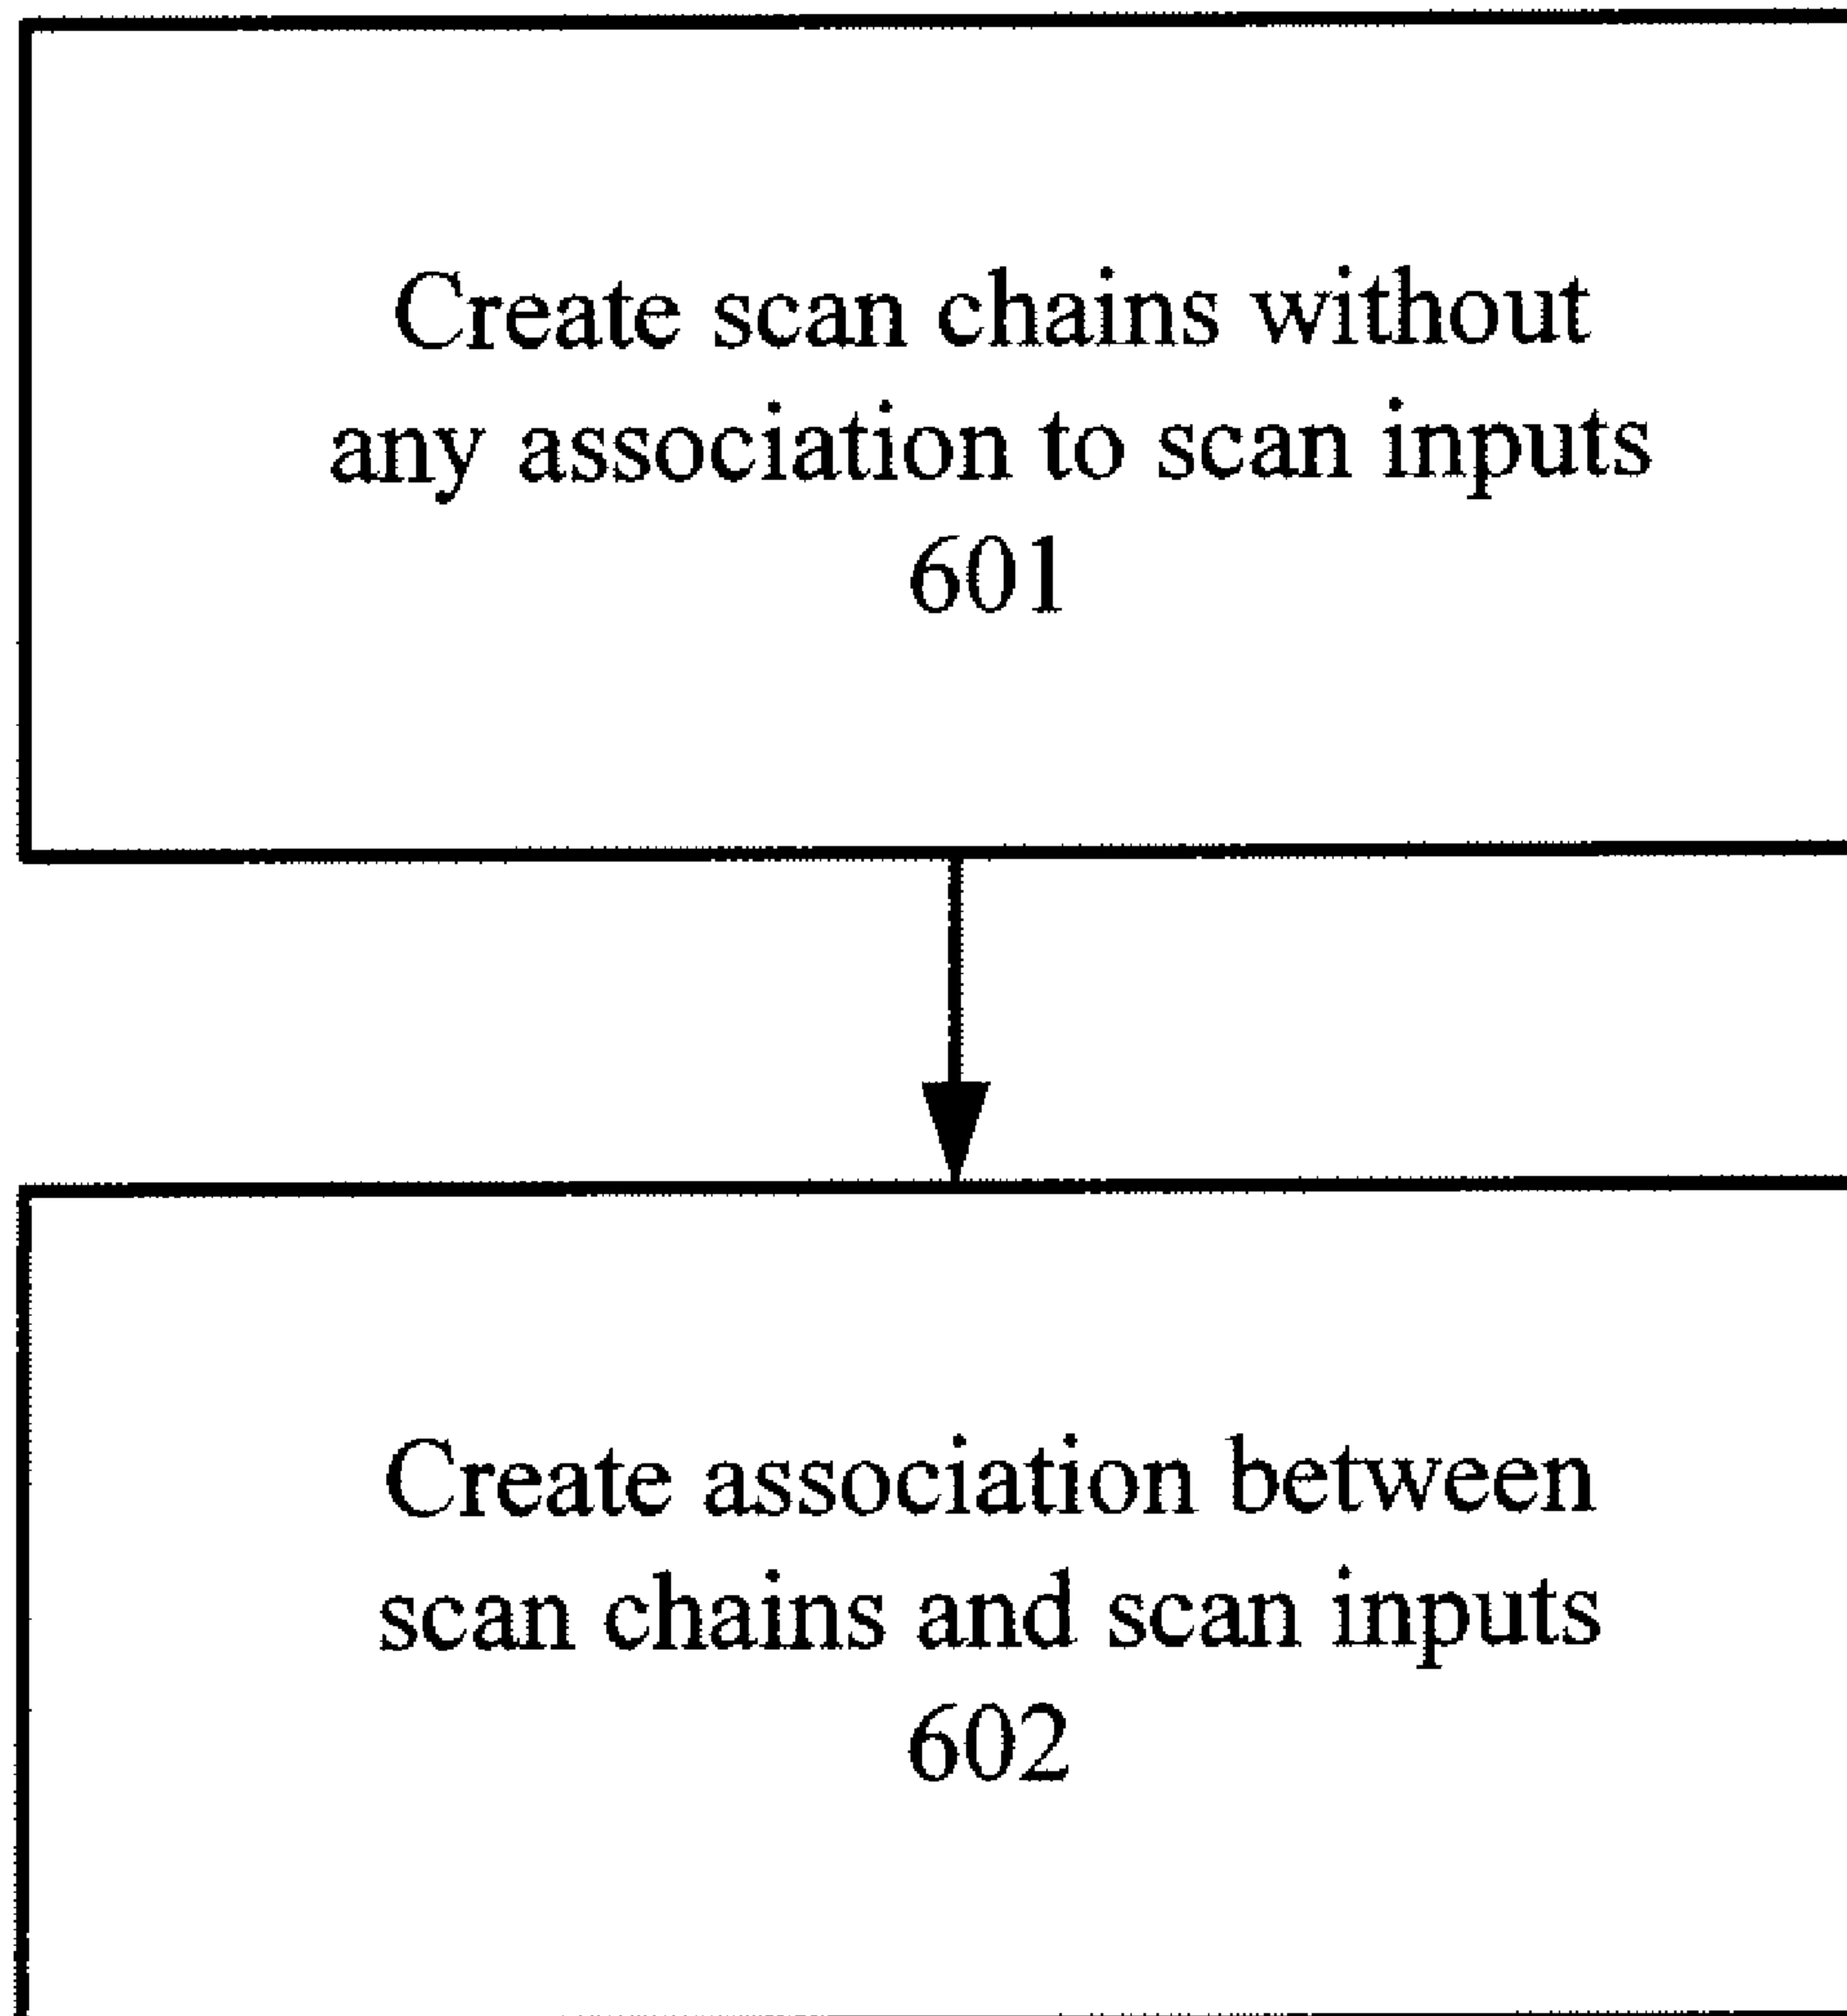 Create scan chains without
any association to scan inputs
601
Create association between
scan chains and scan inputs
602